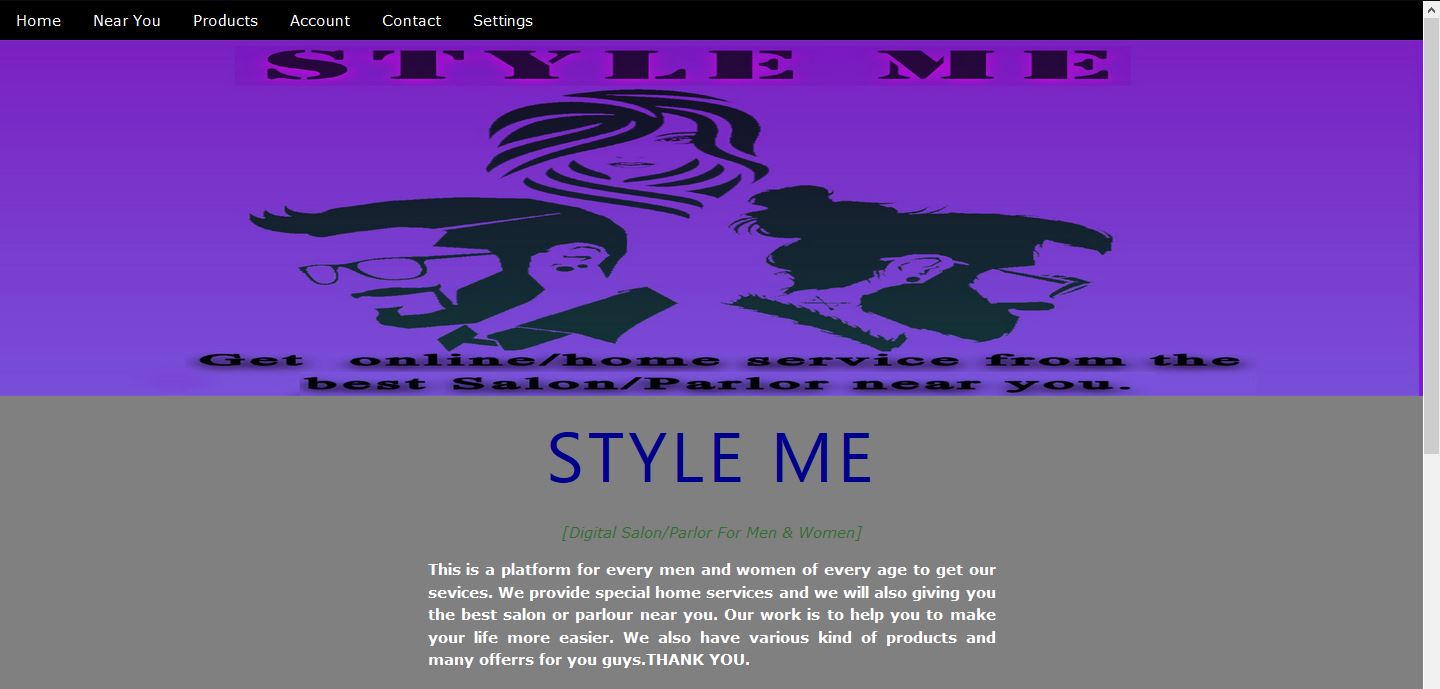 Home Near You Products Account Contact Settings
STYLE ME
Get online/home service from the
best Salon/Parlor near you.
STYLE ME
[Digital Salon/Parlor For Men & Women]
This is a platform for every men and women of every age to get our
sevices. We provide special home services and we will also giving you
the best salon or parlour near you. Our work is to help you to make
your life more easier. We also have various kind of products and
many offerrs for you guys.THANK YOU.